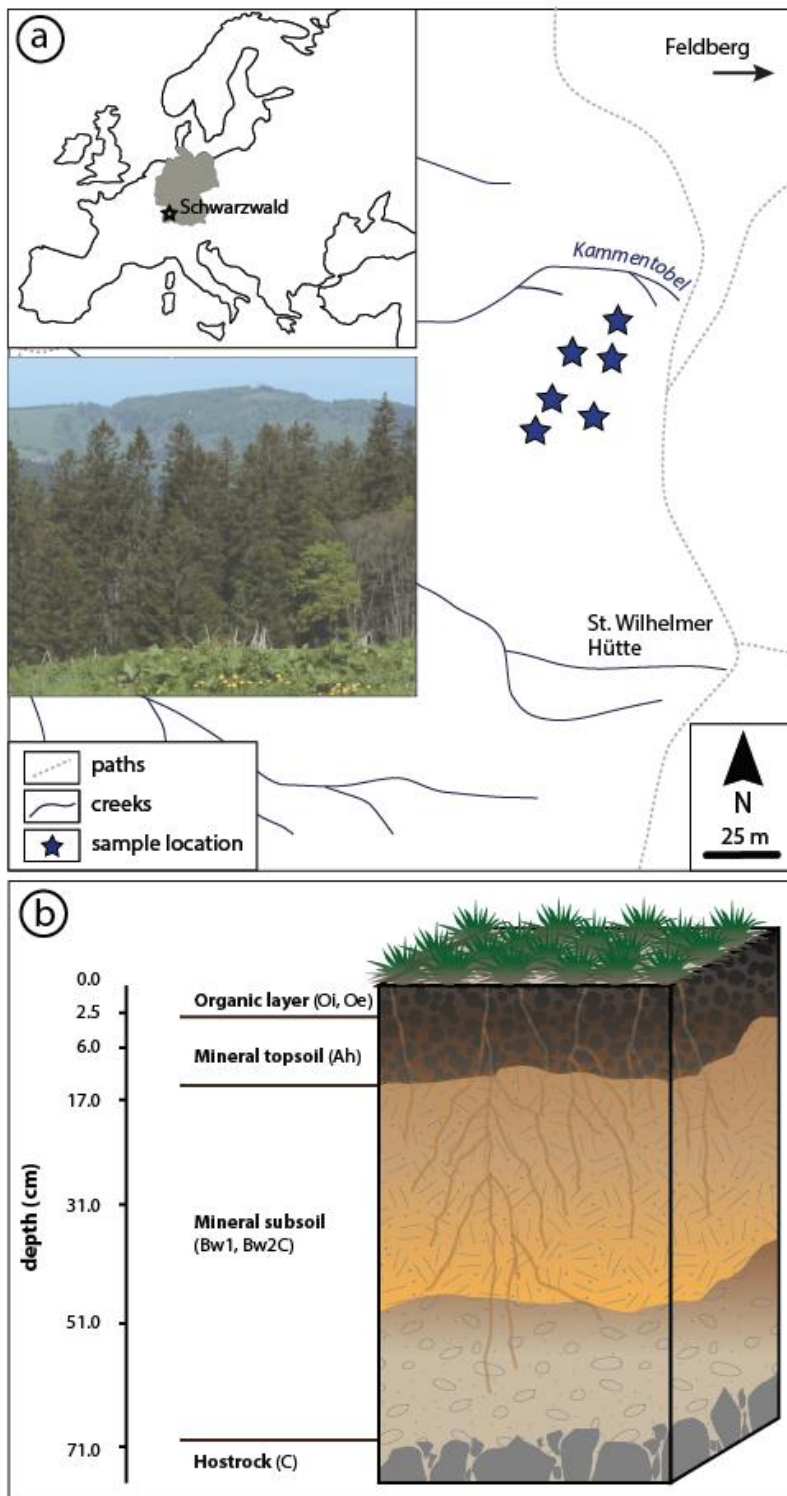 a
Feldberg
Schwarzwald
Kammentobel
St. Wilhelmer
Hütte
paths
creeks
sample location
N
25 m
b
depth (cm)
0.0
2.5
6.0
17.0
31.0
51.0
71.0
Organic layer (Oi, Oe)
Mineral topsoil (Ah)
Mineral subsoil
(Bw1, Bw2C)
Hostrock (C)